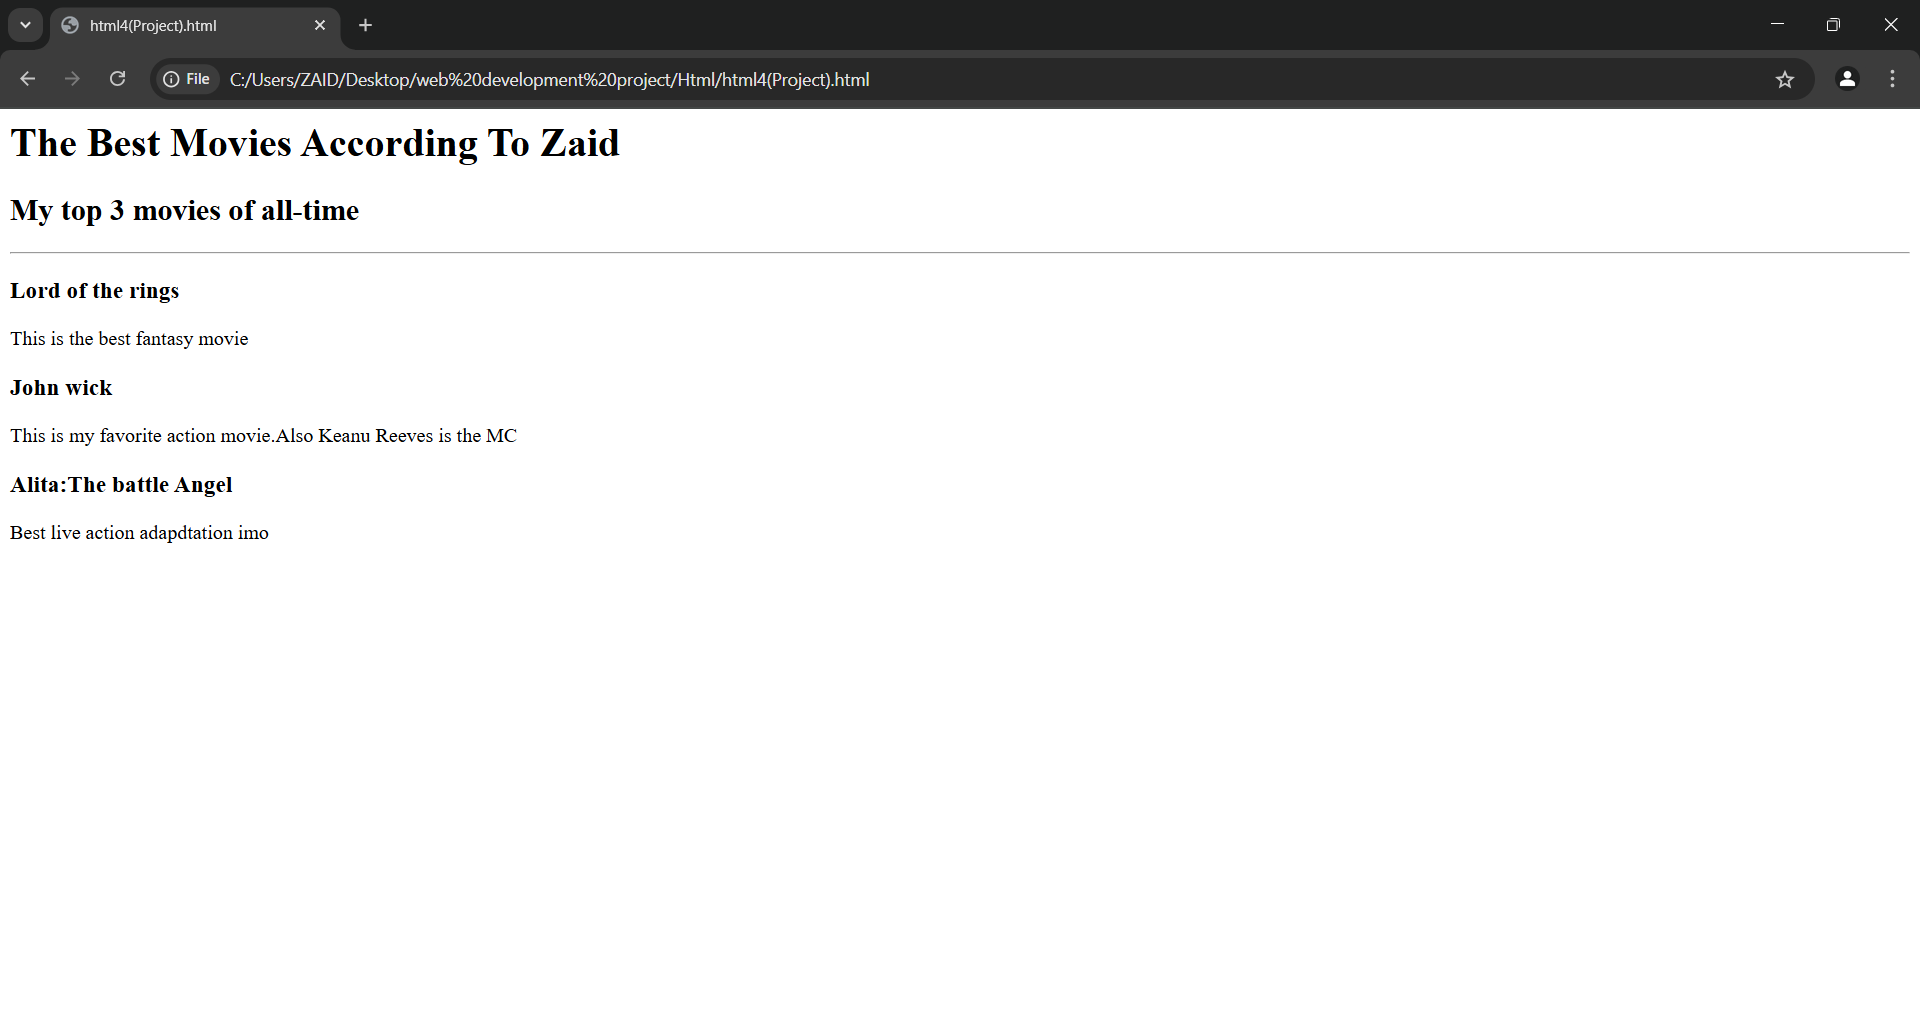 html4(Project).html
File C:/Users/ZAID/Desktop/web%20development%20project/Html/html4(Project).html
The Best Movies According To Zaid
My top 3 movies of all-time
Lord of the rings
This is the best fantasy movie
John wick
This is my favorite action movie.Also Keanu Reeves is the MC
Alita:The battle Angel
Best live action adapdtation imo